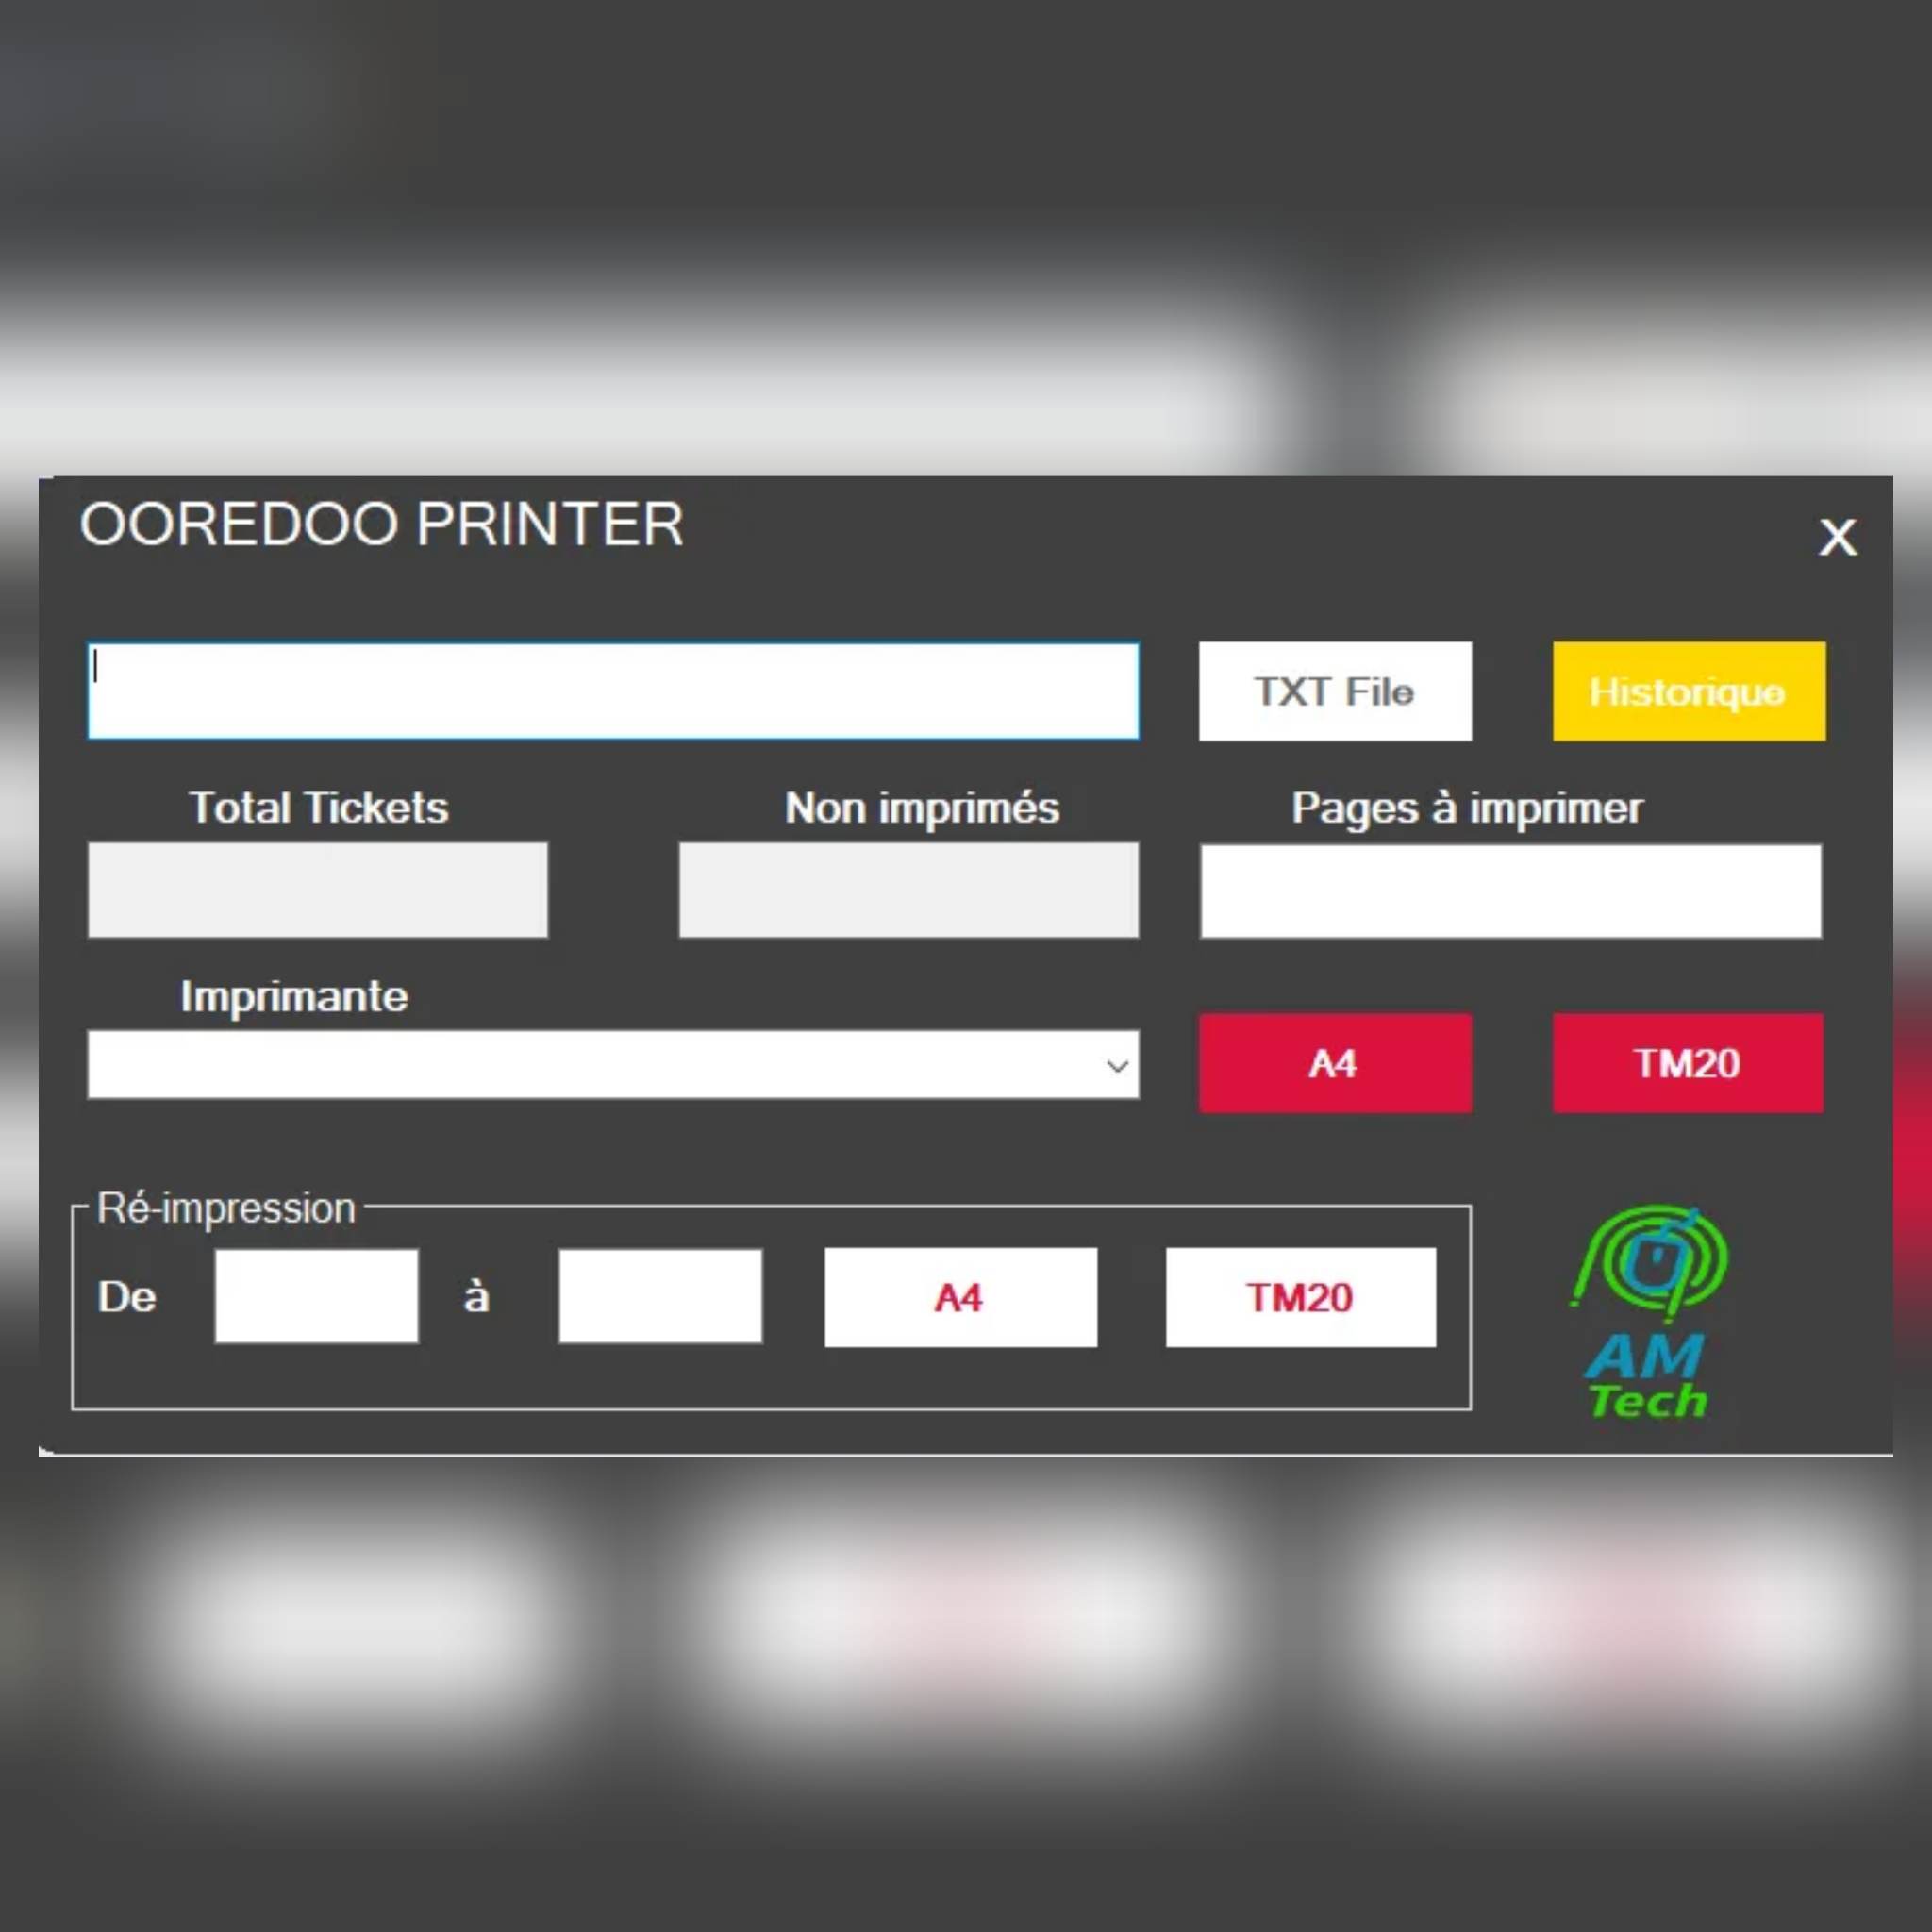 OOREDOO PRINTER
X
TXT File
Historique
Total Tickets
Non imprimés
Pages à imprimer
Imprimante
A4
TM20
Ré-impression
De
à
A4
TM20
AM
Tech